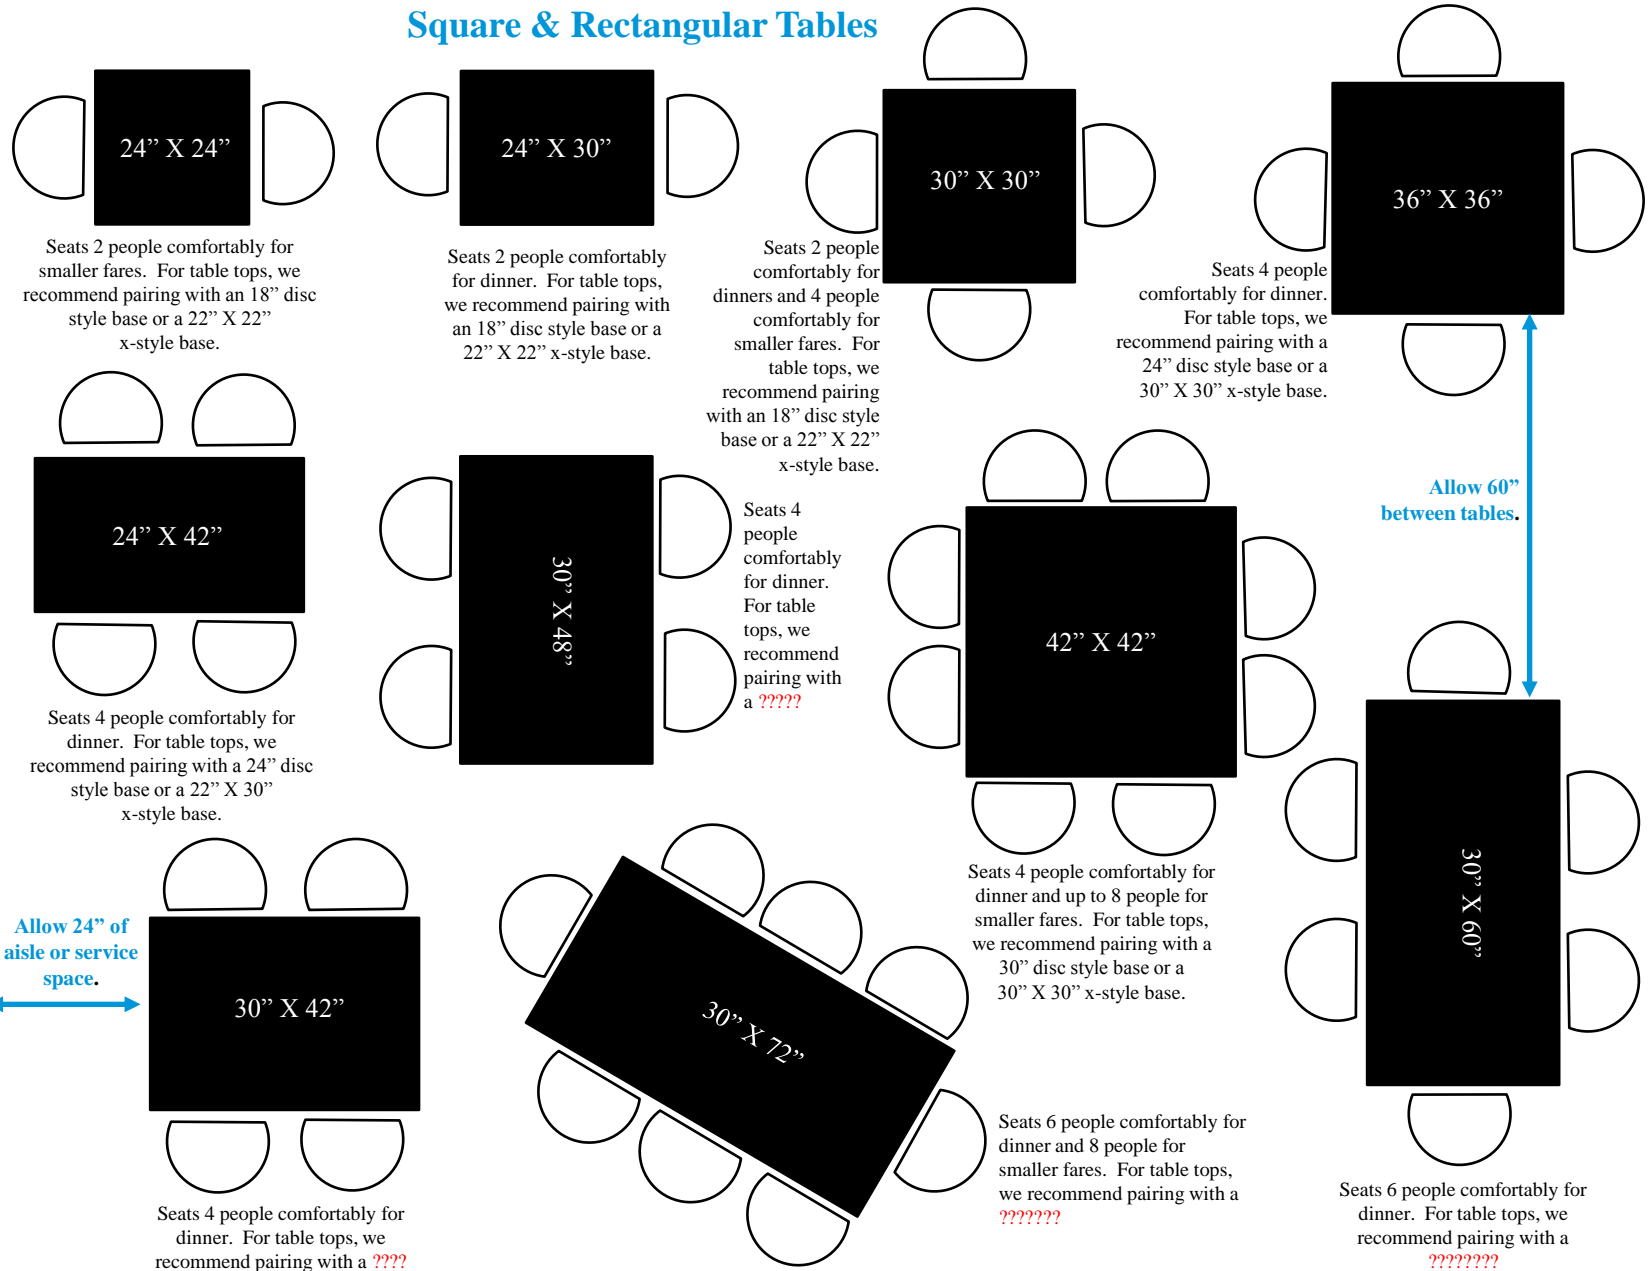 Square & Rectangular Tables
24” X 24”
Seats 2 people comfortably for
smaller fares.  For table tops, we
recommend pairing with an 18” disc
style base or a 22” X 22”
x-style base.
24” X 30”
Seats 2 people comfortably
for dinner.  For table tops,
we recommend pairing with
an 18” disc style base or a
22” X 22” x-style base.
30” X 30”
Seats 2 people
comfortably for
dinners and 4 people
comfortably for
smaller fares.  For
table tops, we
recommend pairing
with an 18” disc style
base or a 22” X 22”
x-style base.
36” X 36”
Seats 4 people
comfortably for dinner.
For table tops, we
recommend pairing with a
24” disc style base or a
30” X 30” x-style base.
24” X 42”
Seats 4 people comfortably for
dinner.  For table tops, we
recommend pairing with a 24” disc
style base or a 22” X 30”
x-style base.
30” X 48”
Seats 4
people
comfortably
for dinner.
For table
tops, we
recommend
pairing with
a ?????
42” X 42”
Seats 4 people comfortably for
dinner and up to 8 people for
smaller fares.  For table tops,
we recommend pairing with a
30” disc style base or a
30” X 30” x-style base.
Allow 60”
between tables.
Allow 24” of
aisle or service
space.
30” X 42”
Seats 4 people comfortably for
dinner.  For table tops, we
recommend pairing with a ????
30” X 72”
Seats 6 people comfortably for
dinner and 8 people for
smaller fares.  For table tops,
we recommend pairing with a
???????
30” X 60”
Seats 6 people comfortably for
dinner.  For table tops, we
recommend pairing with a
????????